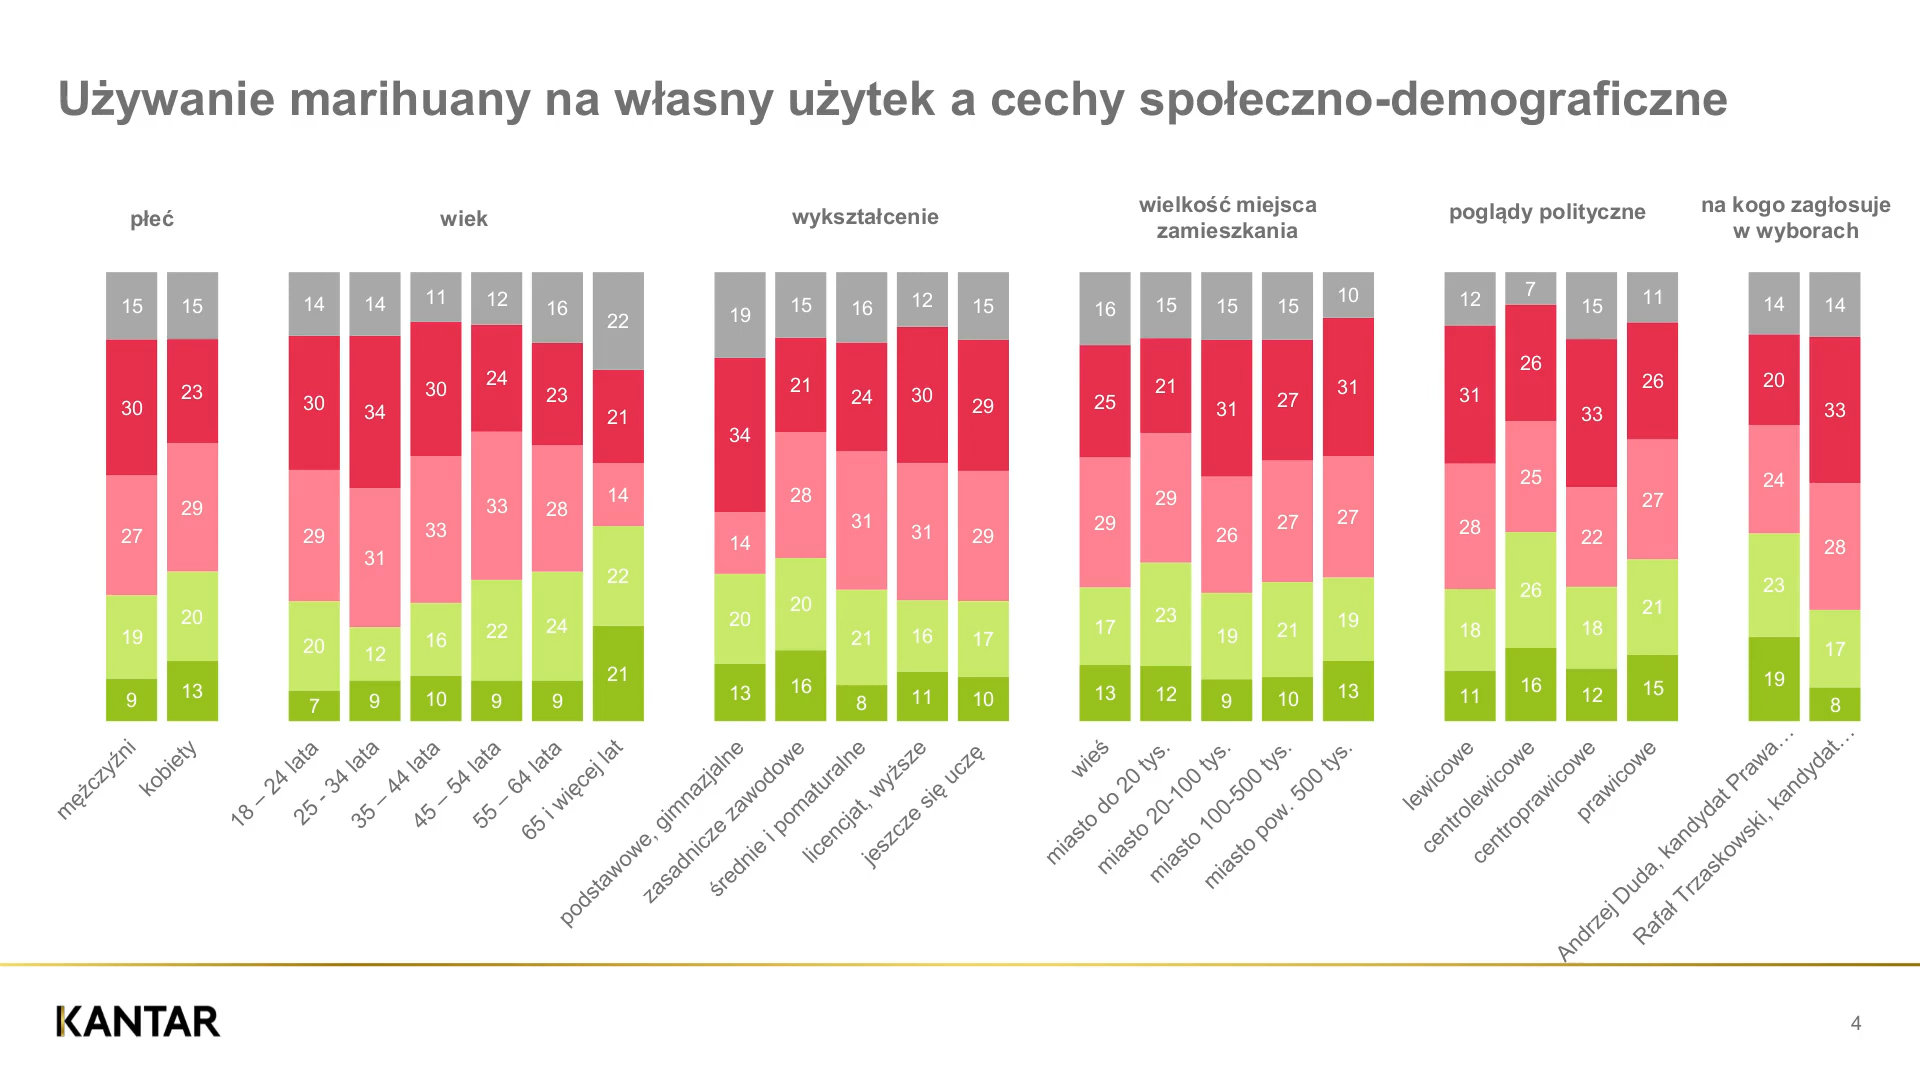 Używanie marihuany na własny użytek a cechy społeczno-demograficzne
płeć
wiek
wykształcenie
wielkość miejsca
zamieszkania
poglądy polityczne
na kogo zagłosuje
w wyborach
15 15 14 14 11 12 16 22 19 15 16 12 15 16 15 15 15 10 12 7 15 11 14 14
30 23 30 34 30 24 23 21 34 21 24 30 29 25 21 31 27 31 31 26 33 26 20 33
27 29 29 31 33 33 28 14 14 28 31 31 29 29 29 26 27 27 28 25 22 27 24 28
19 20 20 12 16 22 24 22 20 20 21 16 17 17 23 19 21 19 18 26 18 21 23 17
9 13 7 9 10 9 9 21 13 16 8 11 10 13 12 9 10 13 11 16 12 15 19 8
mężczyźni
kobiety
18 – 24 lata
25 - 34 lata
35 – 44 lata
45 – 54 lata
55 – 64 lata
65 i więcej lat
podstawowe, gimnazjalne
zasadnicze zawodowe
średnie i pomaturalne
licencjat, wyższe
jeszcze się uczę
wieś
miasto do 20 tys.
miasto 20-100 tys.
miasto 100-500 tys.
miasto pow. 500 tys.
lewicowe
centrolewicowe
centroprawicowe
prawicowe
Andrzej Duda, kandydat Prawa…
Rafał Trzaskowski, kandydat…
KANTAR
4